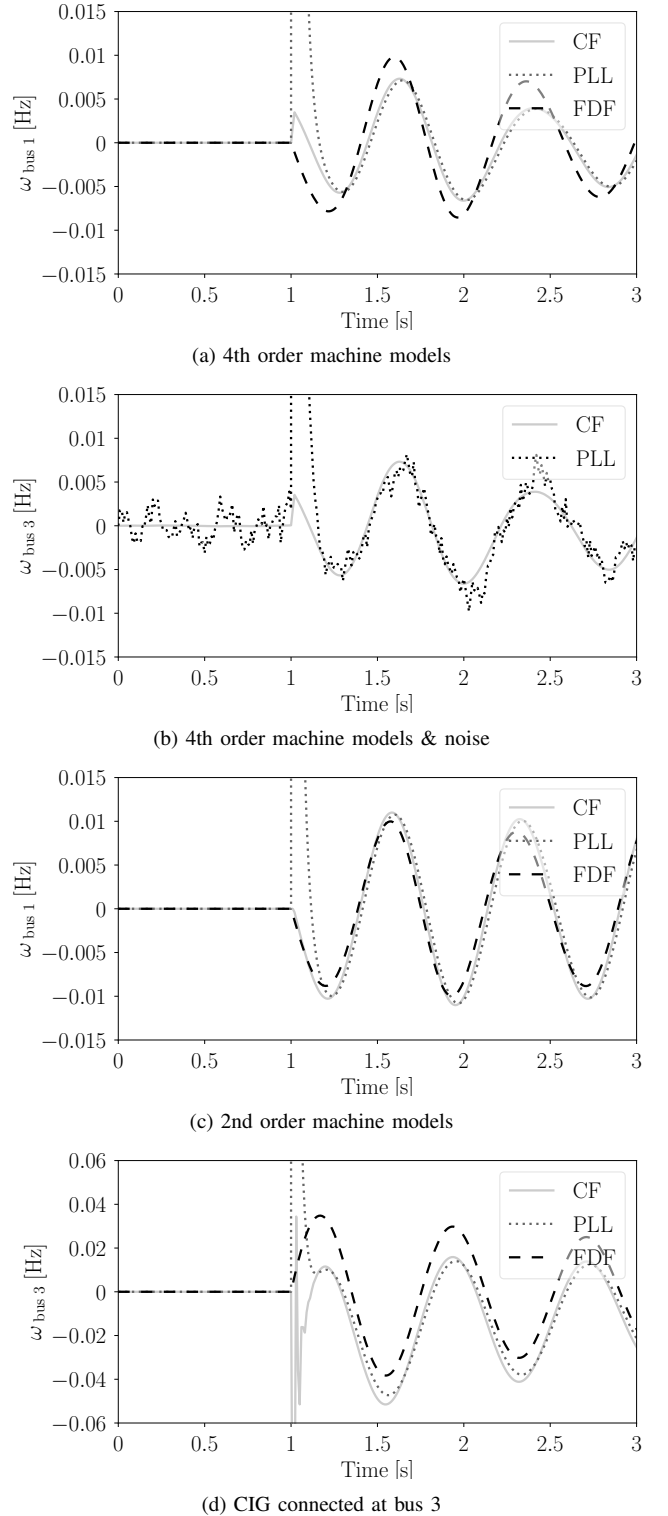 0.015
0.01
0.005
0
−0.005
−0.01
−0.015
ω bus 1 [Hz]
CF
PLL
FDF
0 0.5 1 1.5 2 2.5 3
Time [s]
(a) 4th order machine models
0.015
0.01
0.005
0
−0.005
−0.01
−0.015
ω bus 3 [Hz]
CF
PLL
0 0.5 1 1.5 2 2.5 3
Time [s]
(b) 4th order machine models & noise
0.015
0.01
0.005
0
−0.005
−0.01
−0.015
ω bus 1 [Hz]
CF
PLL
FDF
0 0.5 1 1.5 2 2.5 3
Time [s]
(c) 2nd order machine models
0.06
0.04
0.02
0
−0.02
−0.04
−0.06
ω bus 3 [Hz]
CF
PLL
FDF
0 0.5 1 1.5 2 2.5 3
Time [s]
(d) CIG connected at bus 3